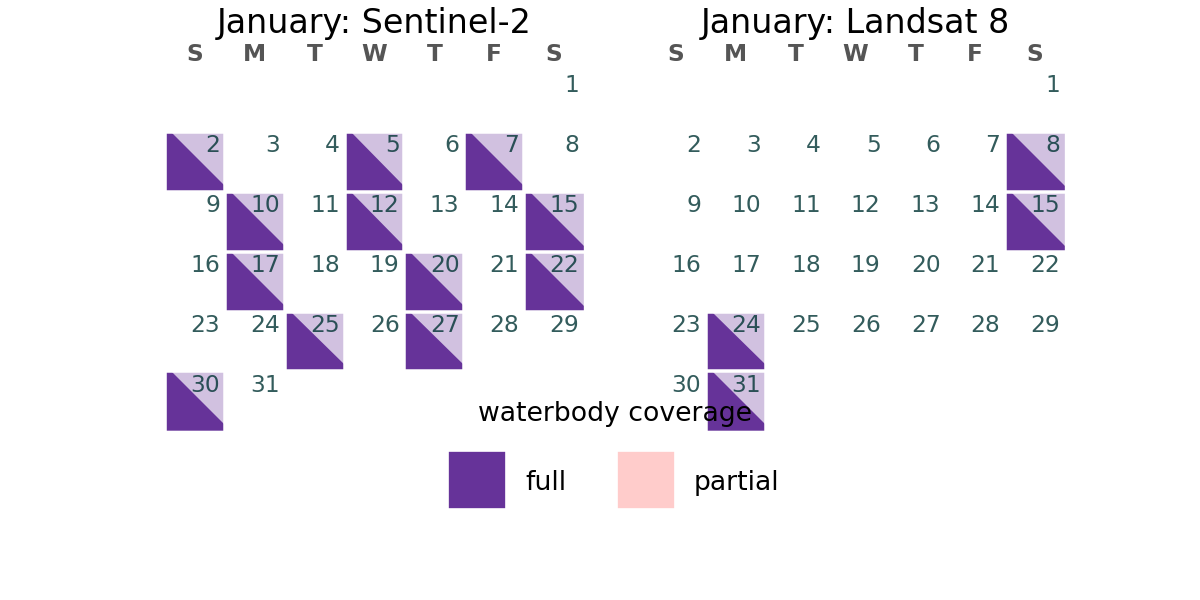 January: Sentinel-2
S M T W T F S
1
2 3 4 5 6 7 8
9 10 11 12 13 14 15
16 17 18 19 20 21 22
23 24 25 26 27 28 29
30 31
January: Landsat 8
S M T W T F S
1
2 3 4 5 6 7 8
9 10 11 12 13 14 15
16 17 18 19 20 21 22
23 24 25 26 27 28 29
30 31
waterbody coverage
full
partial